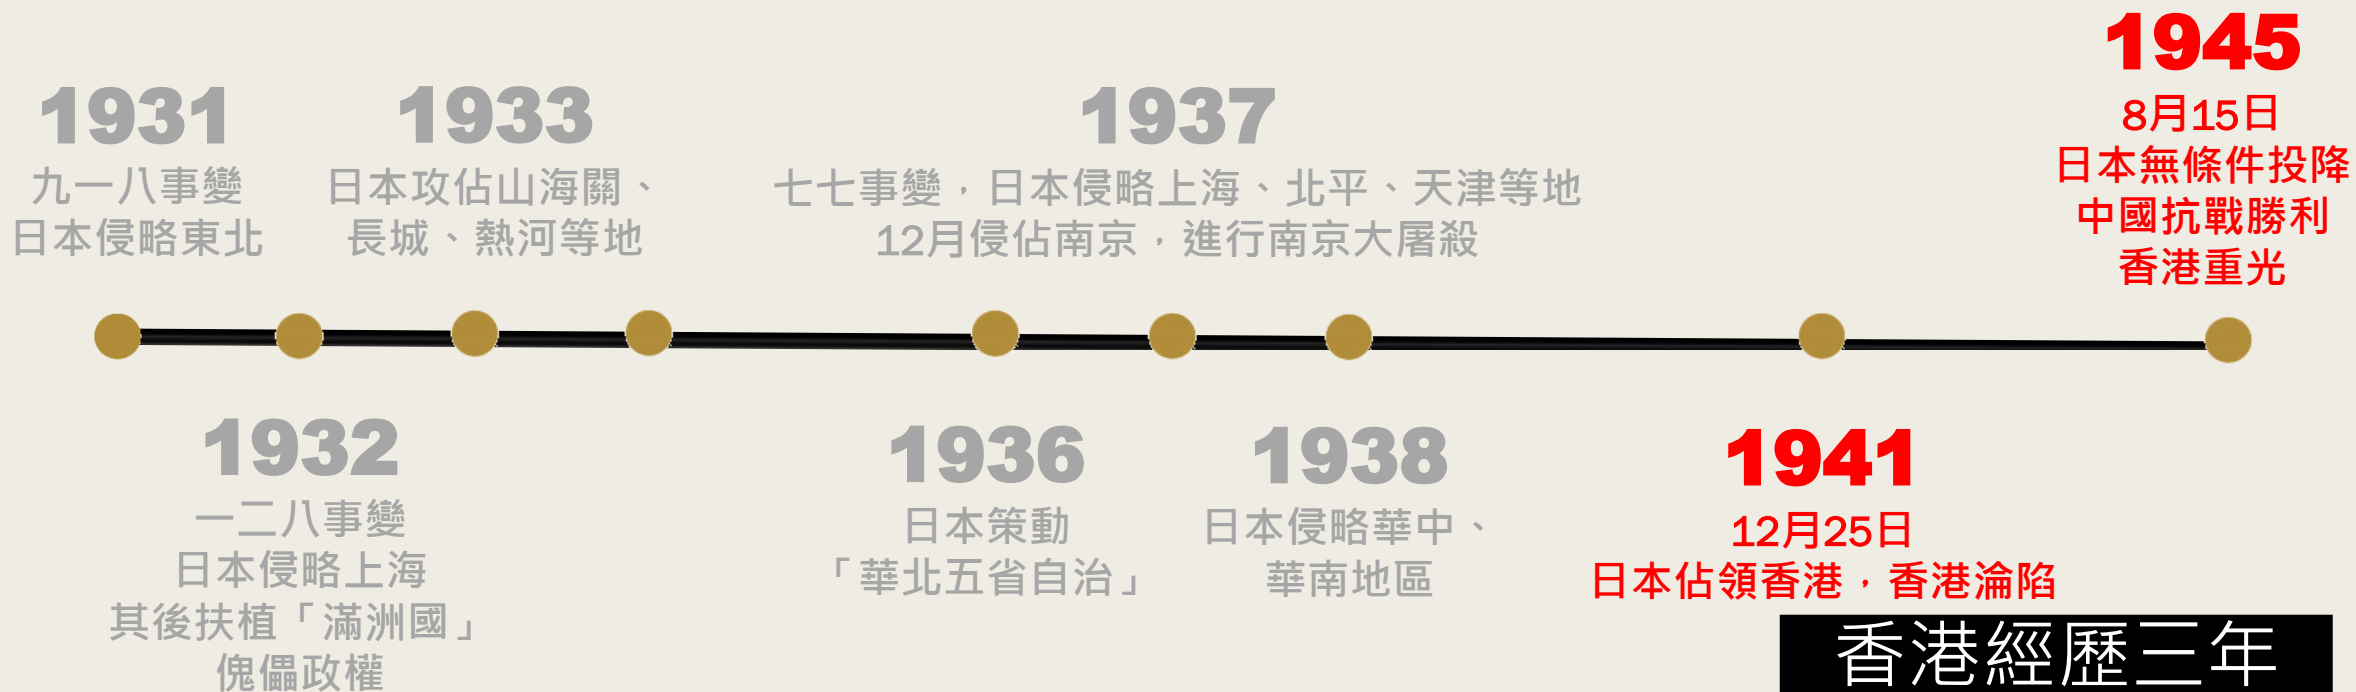 1931
九一八事變
日本侵略東北
1932
一二八事變
日本侵略上海
其後扶植「滿洲國」
傀儡政權
1933
日本攻佔山海關、
長城、熱河等地
1936
日本策動
「華北五省自治」
1937
七七事變，日本侵略上海、北平、天津等地
12月侵佔南京，進行南京大屠殺
1938
日本侵略華中、
華南地區
1941
12月25日
日本佔領香港，香港淪陷
香港經歷三年
1945
8月15日
日本無條件投降
中國抗戰勝利
香港重光